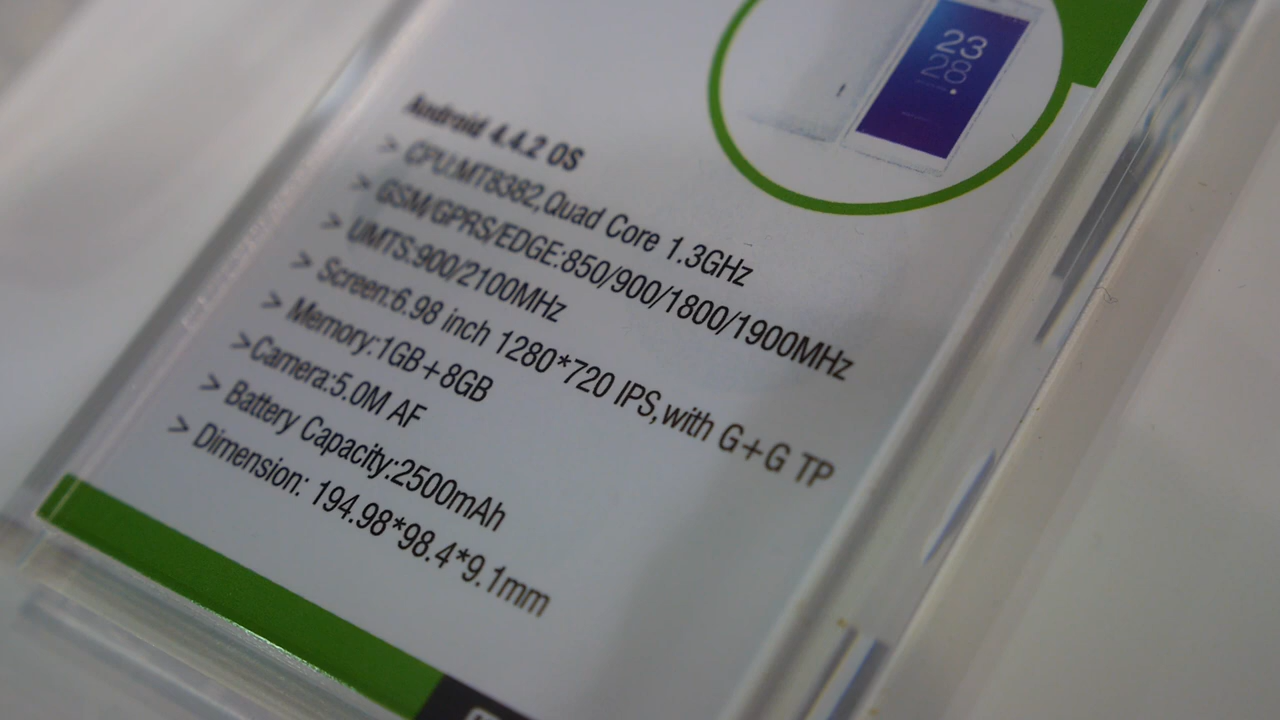 23
28
Android 4.4.2 OS
> CPU:MT8382,Quad Core 1.3GHz
> GSM/GPRS/EDGE:850/900/1800/1900MHz
> UMTS:900/2100MHz
> Screen:6.98 inch 1280*720 IPS,with G+G TP
> Memory:1GB+8GB
>Camera:5.0M AF
> Battery Capacity:2500mAh
> Dimension: 194.98*98.4*9.1mm